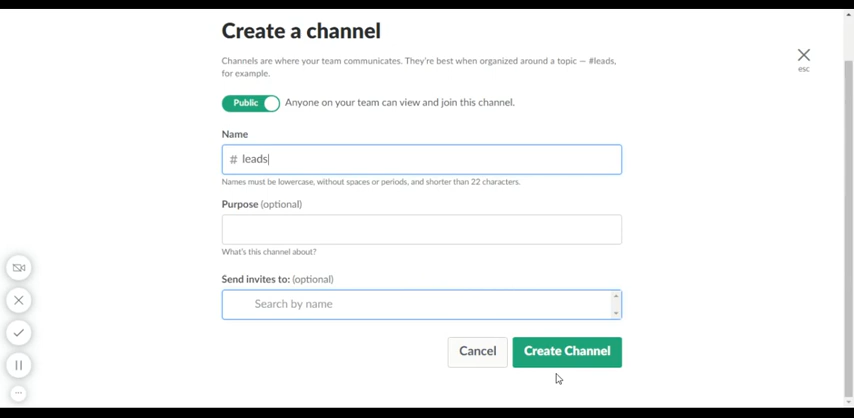 Create a channel
Channels are where your team communicates. They're best when organized around a topic — #leads,
for example.
esc
Public Anyone on your team can view and join this channel.
Name
# leads
Names must be lowercase, without spaces or periods, and shorter than 22 characters.
Purpose (optional)
What's this channel about?
Send invites to: (optional)
Search by name
Cancel Create Channel